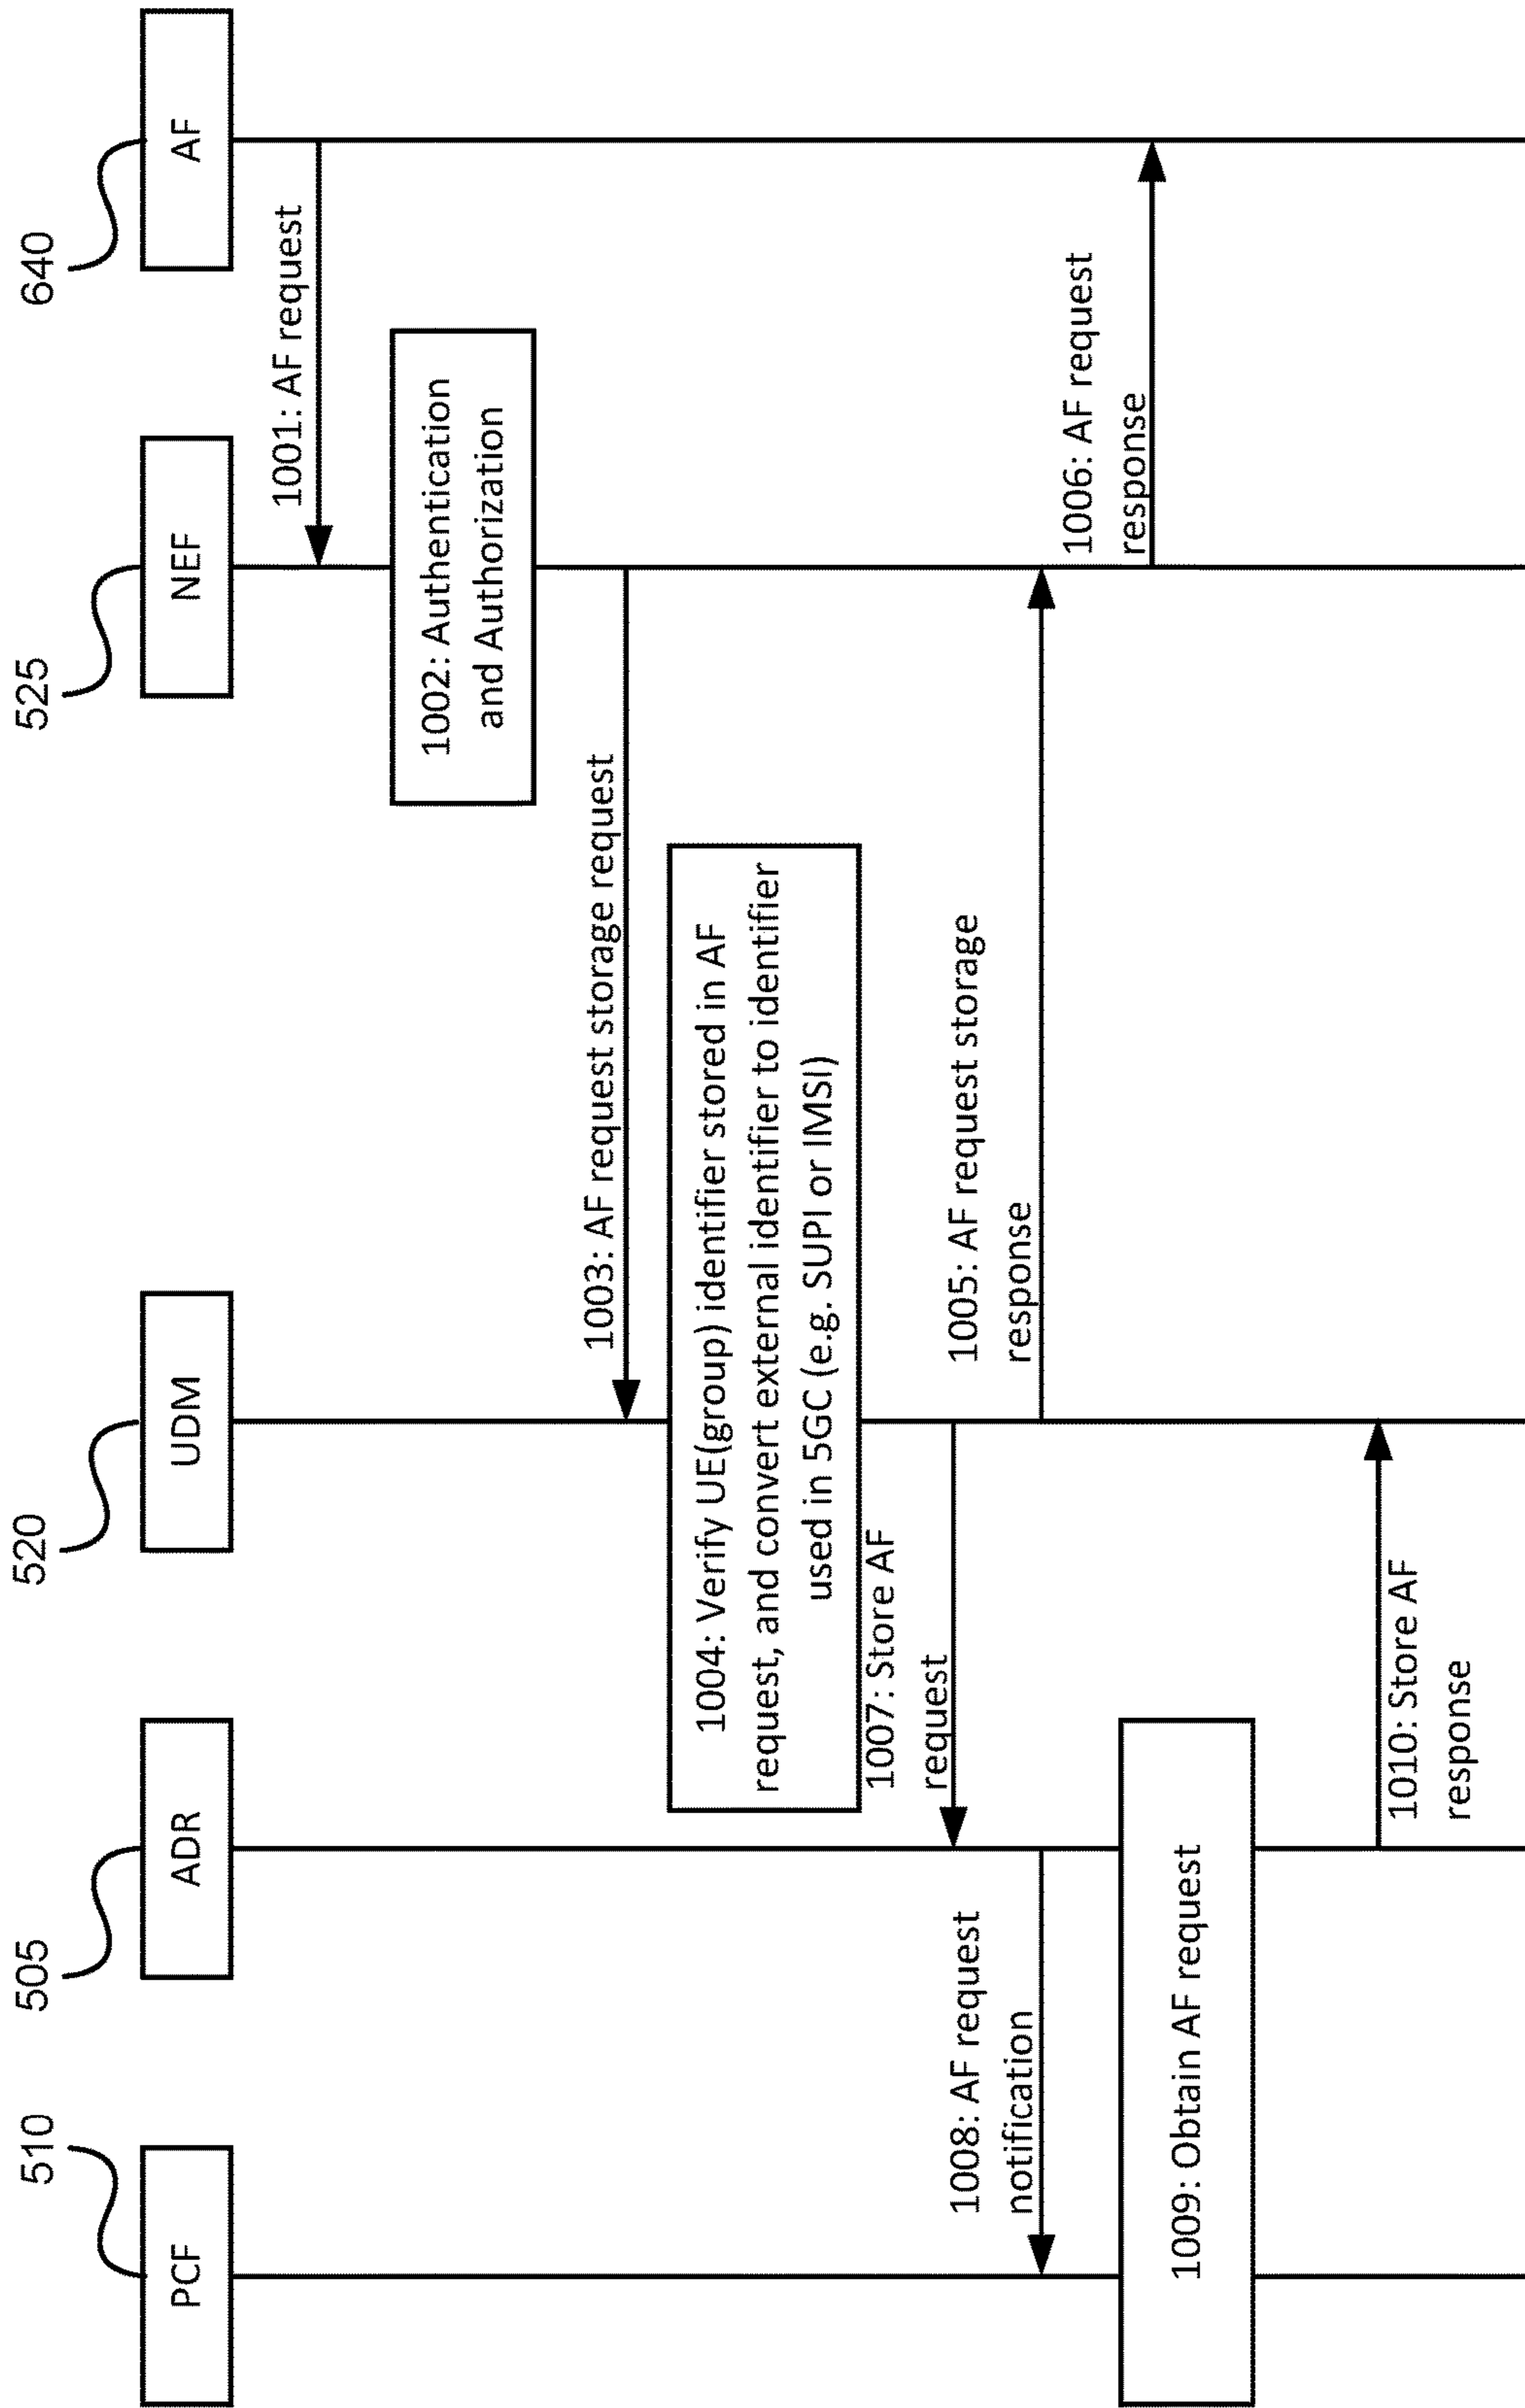 510
505
520
525
640
PCF
ADR
UDM
NEF
AF
1001: AF request
1002: Authentication
and Authorization
1003: AF request storage request
1004: Verify UE(group) identifier stored in AF
request, and convert external identifier to identifier
used in 5GC (e.g. SUPI or IMSI)
1007: Store AF
request
1008: AF request
notification
1005: AF request storage
response
1006: AF request
response
1009: Obtain AF request
1010: Store AF
response